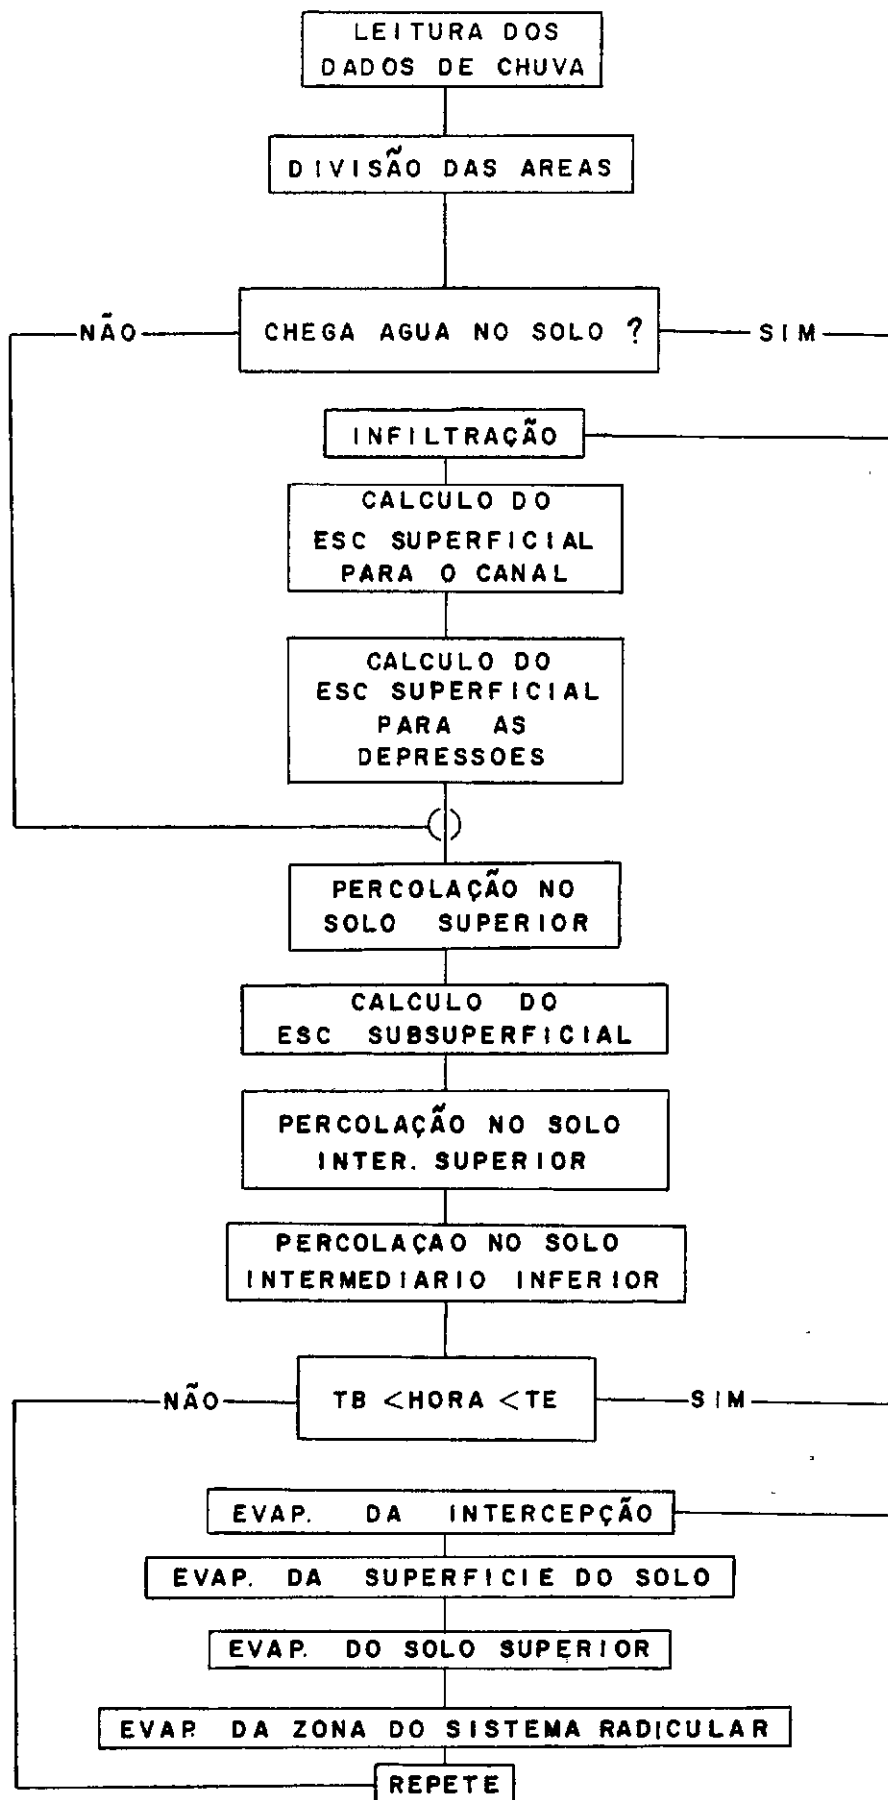 LEITURA DOS
DADOS DE CHUVA
DIVISÃO DAS AREAS
NÃO
CHEGA AGUA NO SOLO ?
SIM
INFILTRAÇÃO
CALCULO DO
ESC SUPERFICIAL
PARA O CANAL
CALCULO DO
ESC SUPERFICIAL
PARA AS
DEPRESSOES
PERCOLAÇÃO NO
SOLO SUPERIOR
CALCULO DO
ESC SUBSUPERFICIAL
PERCOLAÇÃO NO SOLO
INTER. SUPERIOR
PERCOLAÇAO NO SOLO
INTERMEDIARIO INFERIOR
NÃO
TB <HORA <TE
SIM
EVAP. DA INTERCEPÇÃO
EVAP. DA SUPERFICIE DO SOLO
EVAP. DO SOLO SUPERIOR
EVAP. DA ZONA DO SISTEMA RADICULAR
REPETE